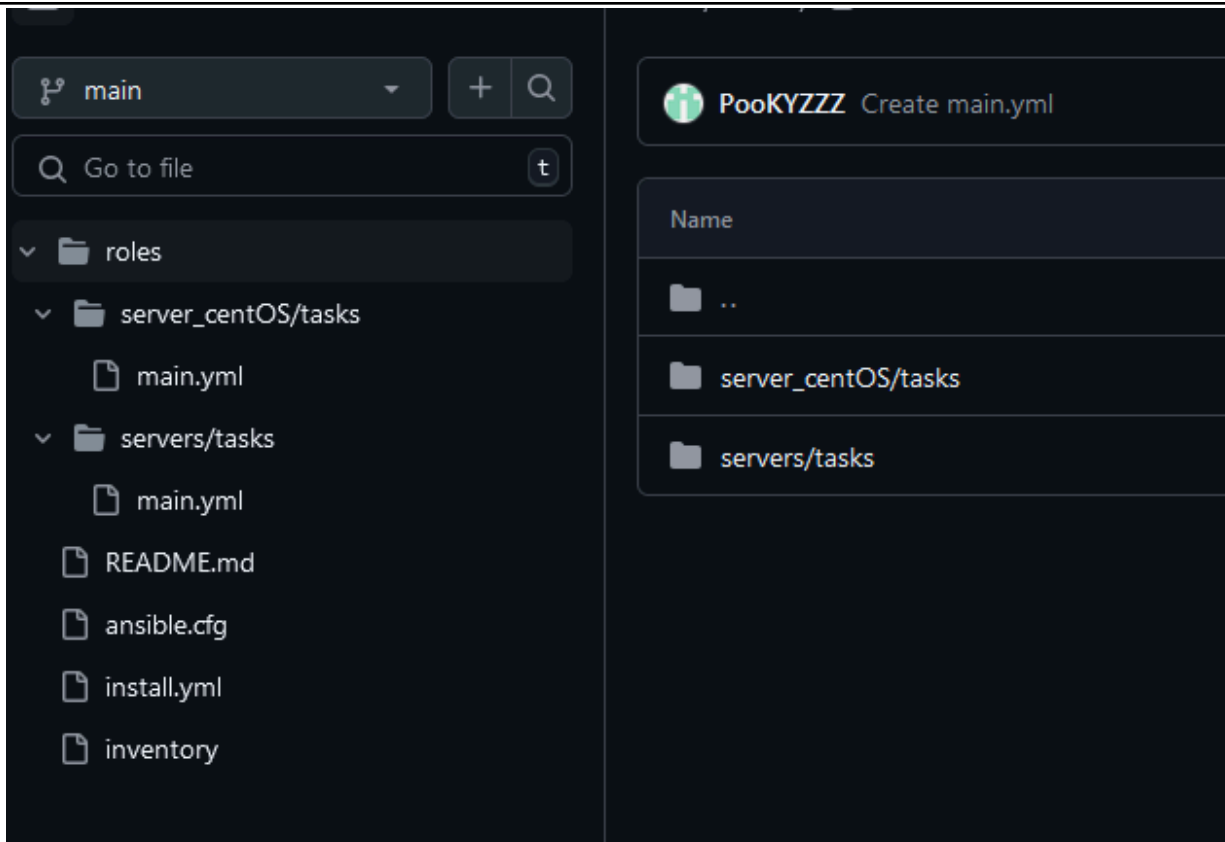 main
Go to file
t
roles
server_centOS/tasks
main.yml
servers/tasks
main.yml
README.md
ansible.cfg
install.yml
inventory
PooKYZZZ Create main.yml
Name
..
server_centOS/tasks
servers/tasks